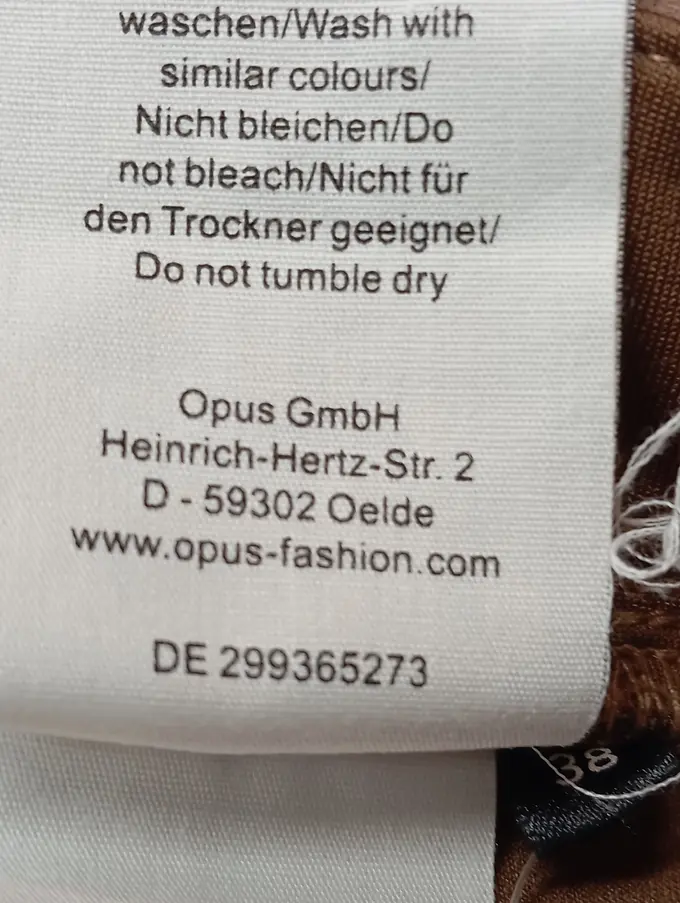 waschen/Wash with
similar colours/
Nicht bleichen/Do
not bleach/Nicht für
den Trockner geeignet/
Do not tumble dry
Opus GmbH
Heinrich-Hertz-Str. 2
D - 59302 Oelde
www.opus-fashion.com
DE 299365273
38